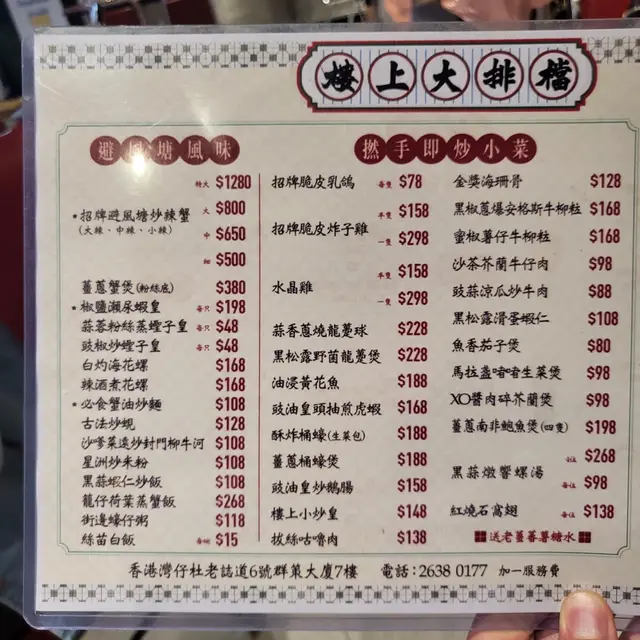 樓上大排檔
避風塘風味
特大 $1280
*招牌避風塘炒辣蟹 大 $800
(大辣、中辣、小辣) 中 $650
細 $500
薑蔥蟹煲(粉絲底) $380
*椒鹽瀨尿蝦皇 每只 $198
蒜蓉粉絲蒸蟶子皇 每只 $48
豉椒炒蟶子皇 每只 $48
白灼海花螺 $168
辣酒煮花螺 $168
*必食蟹油炒麵 $108
古法炒蜆 $128
沙嗲菜遠炒封門柳牛河 $108
星洲炒米粉 $108
黑蒜蝦仁炒飯 $108
籠仔荷葉蒸蟹飯 $268
街邊蠔仔粥 $118
絲苗白飯 $15
撚手即炒小菜
招牌脆皮乳鴿 每隻 $78
半隻 $158
招牌脆皮炸子雞
一隻 $298
半隻 $158
水晶雞
一隻 $298
蒜香蔥燒龍躉球 $228
黑松露野菌龍躉煲 $228
油浸黃花魚 $188
豉油皇頭抽煎虎蝦 $168
酥炸桶蠔(生菜包) $188
薑蔥桶蠔煲 $188
豉油皇炒鵝腸 $158
樓上小炒皇 $148
拔絲咕嚕肉 $138
金獎海珊骨 $128
黑椒蔥爆安格斯牛柳粒 $168
蜜椒薯仔牛柳粒 $168
沙茶芥蘭牛仔肉 $98
豉蒜涼瓜炒牛肉 $88
黑松露滑蛋蝦仁 $108
魚香茄子煲 $80
馬拉盞啫啫生菜煲 $98
XO醬肉碎芥蘭煲 $98
薑蔥南非鮑魚煲(四隻) $198
$268
黑蒜燉響螺湯
每位 $98
紅燒石窩翅 每位 $138
送老薑蕃薯糖水
香港灣仔杜老誌道6號群策大廈7樓 電話:2638 0177 加一服務費